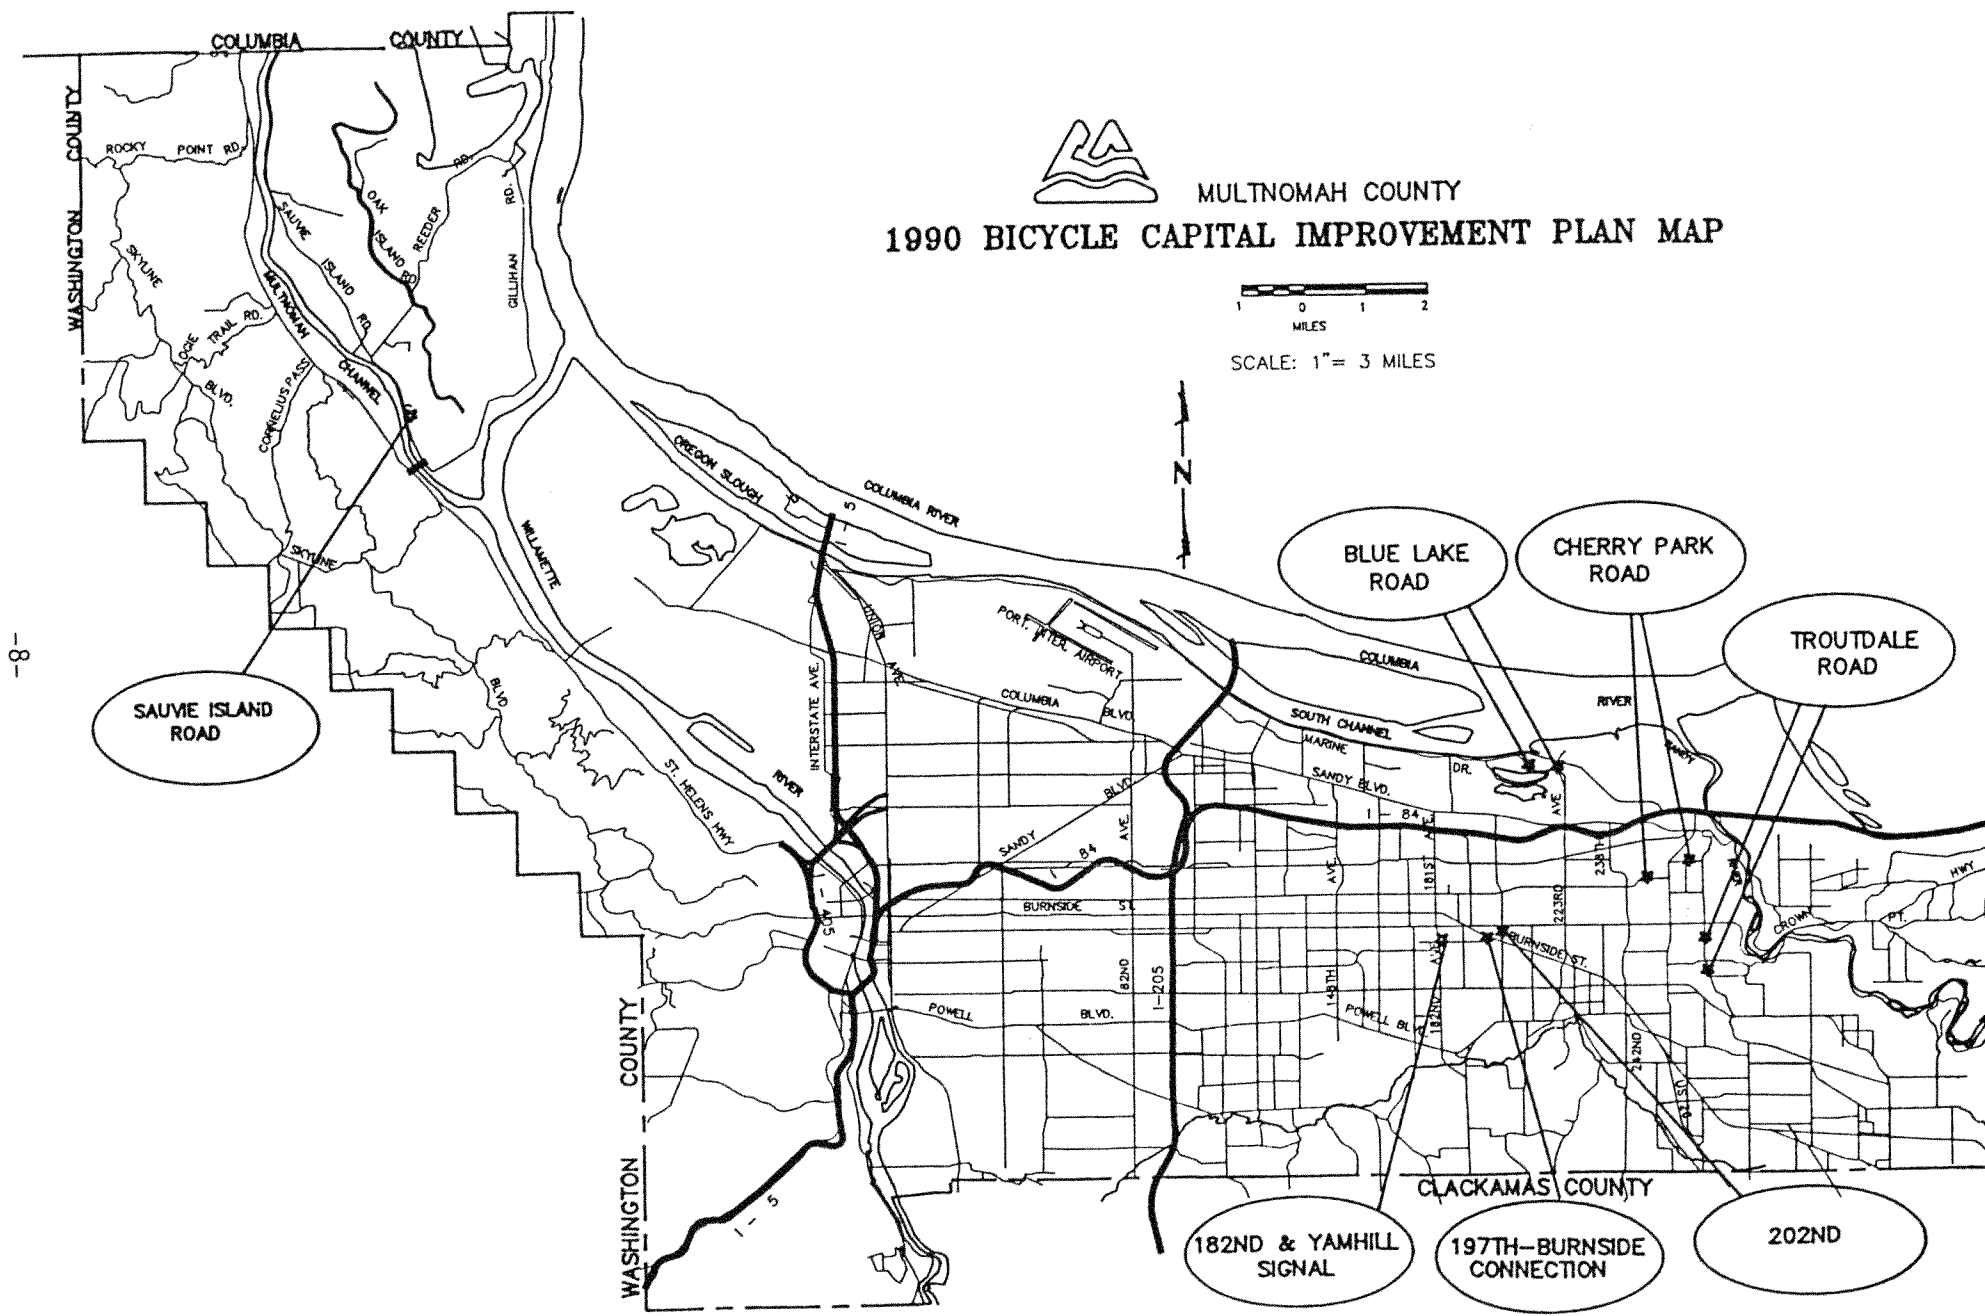 COLUMBIA COUNTY
WASHINGTON COUNTY
ROCKY POINT RD.
SKYLINE
BLVD.
LOGIE TRAIL RD.
CORNELIUS PASS
MULTNOMAH CHANNEL
SAUVIE ISLAND RD.
OAK ISLAND RD.
REEDER RD.
GILLIHAN RD.
MULTNOMAH COUNTY
1990 BICYCLE CAPITAL IMPROVEMENT PLAN MAP
1 0 1 2
MILES
SCALE: 1"= 3 MILES
N
-8-
SAUVIE ISLAND
ROAD
SKYLINE
BLVD
WILLAMETTE
RIVER
ST. HELENS HWY
OREGON SLOUGH
I-5
COLUMBIA RIVER
UNION
AVE.
INTERSTATE AVE.
PORT. INTER. AIRPORT
COLUMBIA
BLVD.
COLUMBIA
RIVER
SOUTH CHANNEL
MARINE
DR.
SANDY BLVD.
SANDY
BLUE LAKE
ROAD
CHERRY PARK
ROAD
TROUTDALE
ROAD
SANDY
BLVD.
I-84
I-84
I-405
BURNSIDE ST.
82ND
AVE.
I-205
148TH
AVE.
181ST
182ND
AVE
223RD
AVE
238TH
242ND
BURNSIDE ST.
POWELL
BLVD.
POWELL BLV.
US 26
CROWN PT.
HWY
WASHINGTON COUNTY
I-5
CLACKAMAS COUNTY
182ND & YAMHILL
SIGNAL
197TH-BURNSIDE
CONNECTION
202ND